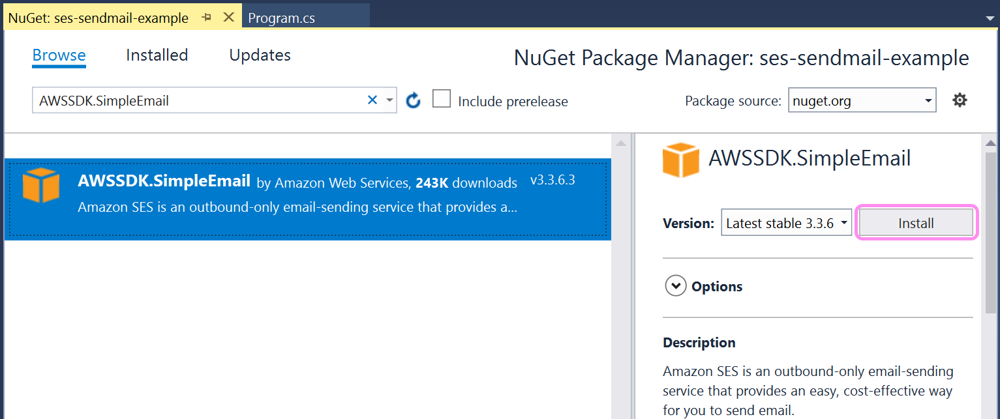 NuGet: ses-sendmail-example
Program.cs
Browse Installed Updates
NuGet Package Manager: ses-sendmail-example
AWSSDK.SimpleEmail
Include prerelease
Package source: nuget.org
AWSSDK.SimpleEmail by Amazon Web Services, 243K downloads v3.3.6.3
Amazon SES is an outbound-only email-sending service that provides a...
AWSSDK.SimpleEmail
Version: Latest stable 3.3.6 Install
Options
Description
Amazon SES is an outbound-only email-sending
service that provides an easy, cost-effective way
for you to send email.